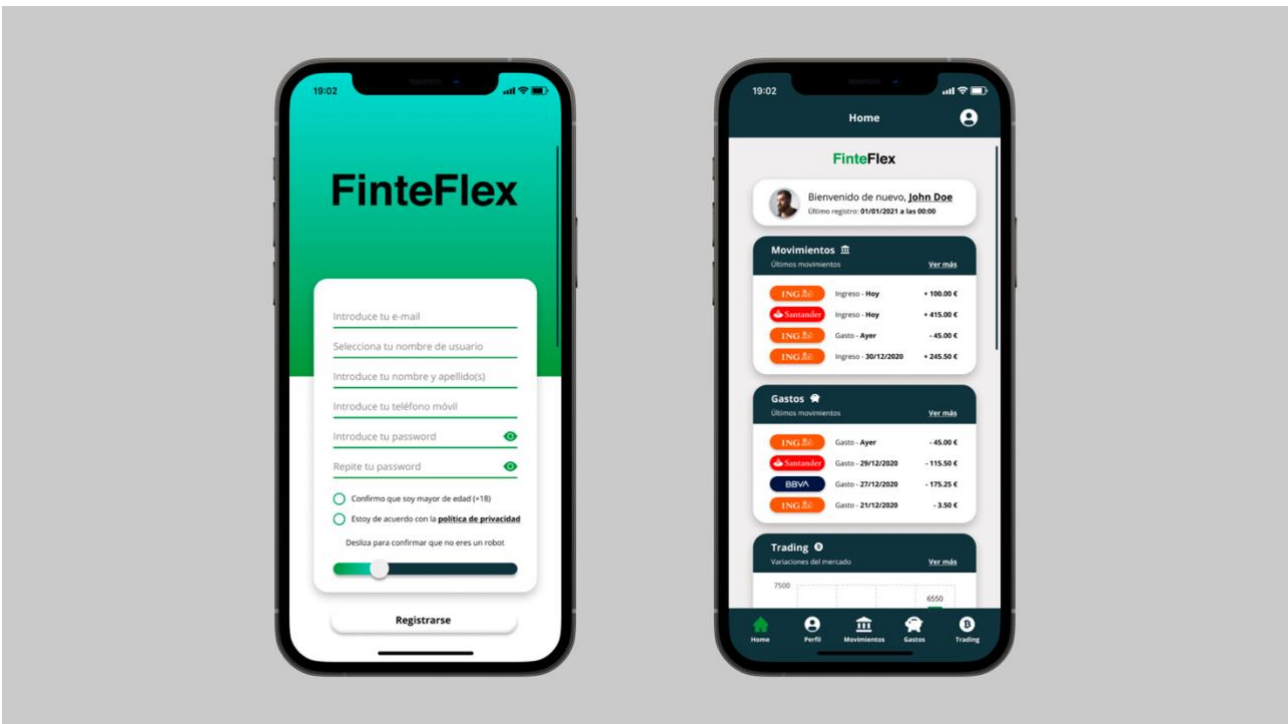 19:02
FinteFlex
Introduce tu e-mail
Selecciona tu nombre de usuario
Introduce tu nombre y apellido(s)
Introduce tu teléfono móvil
Introduce tu password
Repite tu password
Confirmo que soy mayor de edad (+18)
Estoy de acuerdo con la política de privacidad
Desliza para confirmar que no eres un robot
Registrarse
19:02
Home
FinteFlex
Bienvenido de nuevo, John Doe
Último registro: 01/01/2021 a las 00:00
Movimientos
Últimos movimientos Ver más
ING Ingreso - Hoy + 100.00 €
Santander Ingreso - Hoy + 415.00 €
ING Gasto - Ayer - 45.00 €
ING Ingreso - 30/12/2020 + 245.50 €
Gastos
Últimos movimientos Ver más
ING Gasto - Ayer - 45.00 €
Santander Gasto - 29/12/2020 - 115.50 €
BBVA Gasto - 27/12/2020 - 175.25 €
ING Gasto - 21/12/2020 - 3.50 €
Trading
Variaciones del mercado Ver más
7500
6550
Home Perfil Movimientos Gastos Trading